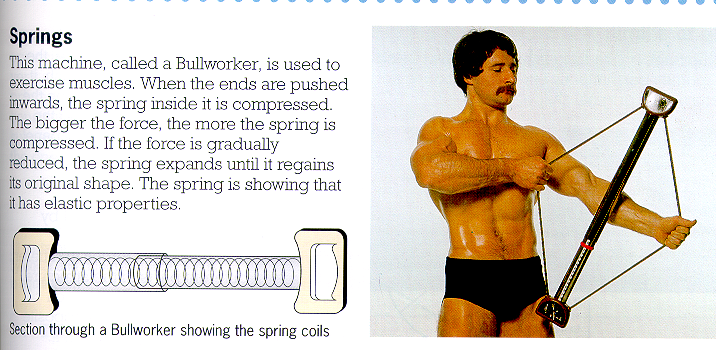 Springs
This machine, called a Bullworker, is used to
exercise muscles. When the ends are pushed
inwards, the spring inside it is compressed.
The bigger the force, the more the spring is
compressed. If the force is gradually
reduced, the spring expands until it regains
its original shape. The spring is showing that
it has elastic properties.
Section through a Bullworker showing the spring coils